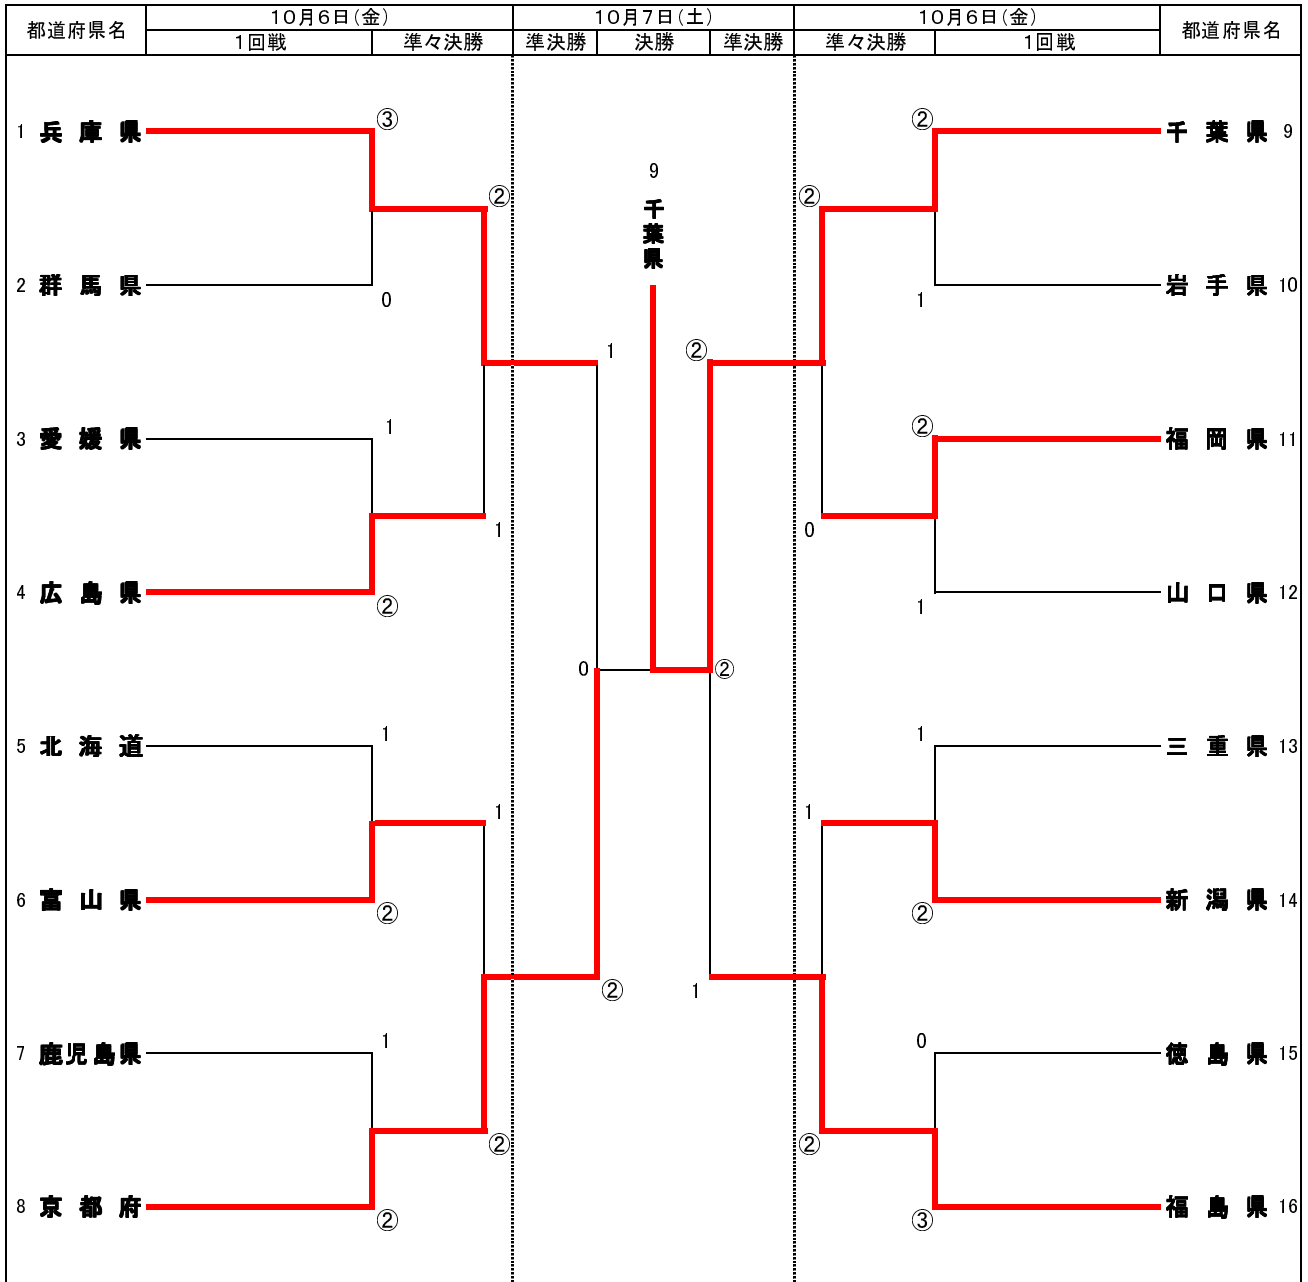 都道府県名 10月6日(金) 10月7日(土) 10月6日(金) 都道府県名
1回戦 準々決勝 準決勝 決勝 準決勝 準々決勝 1回戦
1 兵庫県 ③ ② 千葉県 9
② 9 ②
千葉県
2 群馬県 0 1 岩手県 10
1 ②
3 愛媛県 1 ② 福岡県 11
1 0
4 広島県 ② 1 山口県 12
0 ②
5 北海道 1 1 三重県 13
1 1
6 富山県 ② ② 新潟県 14
② 1
7 鹿児島県 1 0 徳島県 15
② ②
8 京都府 ② ③ 福島県 16